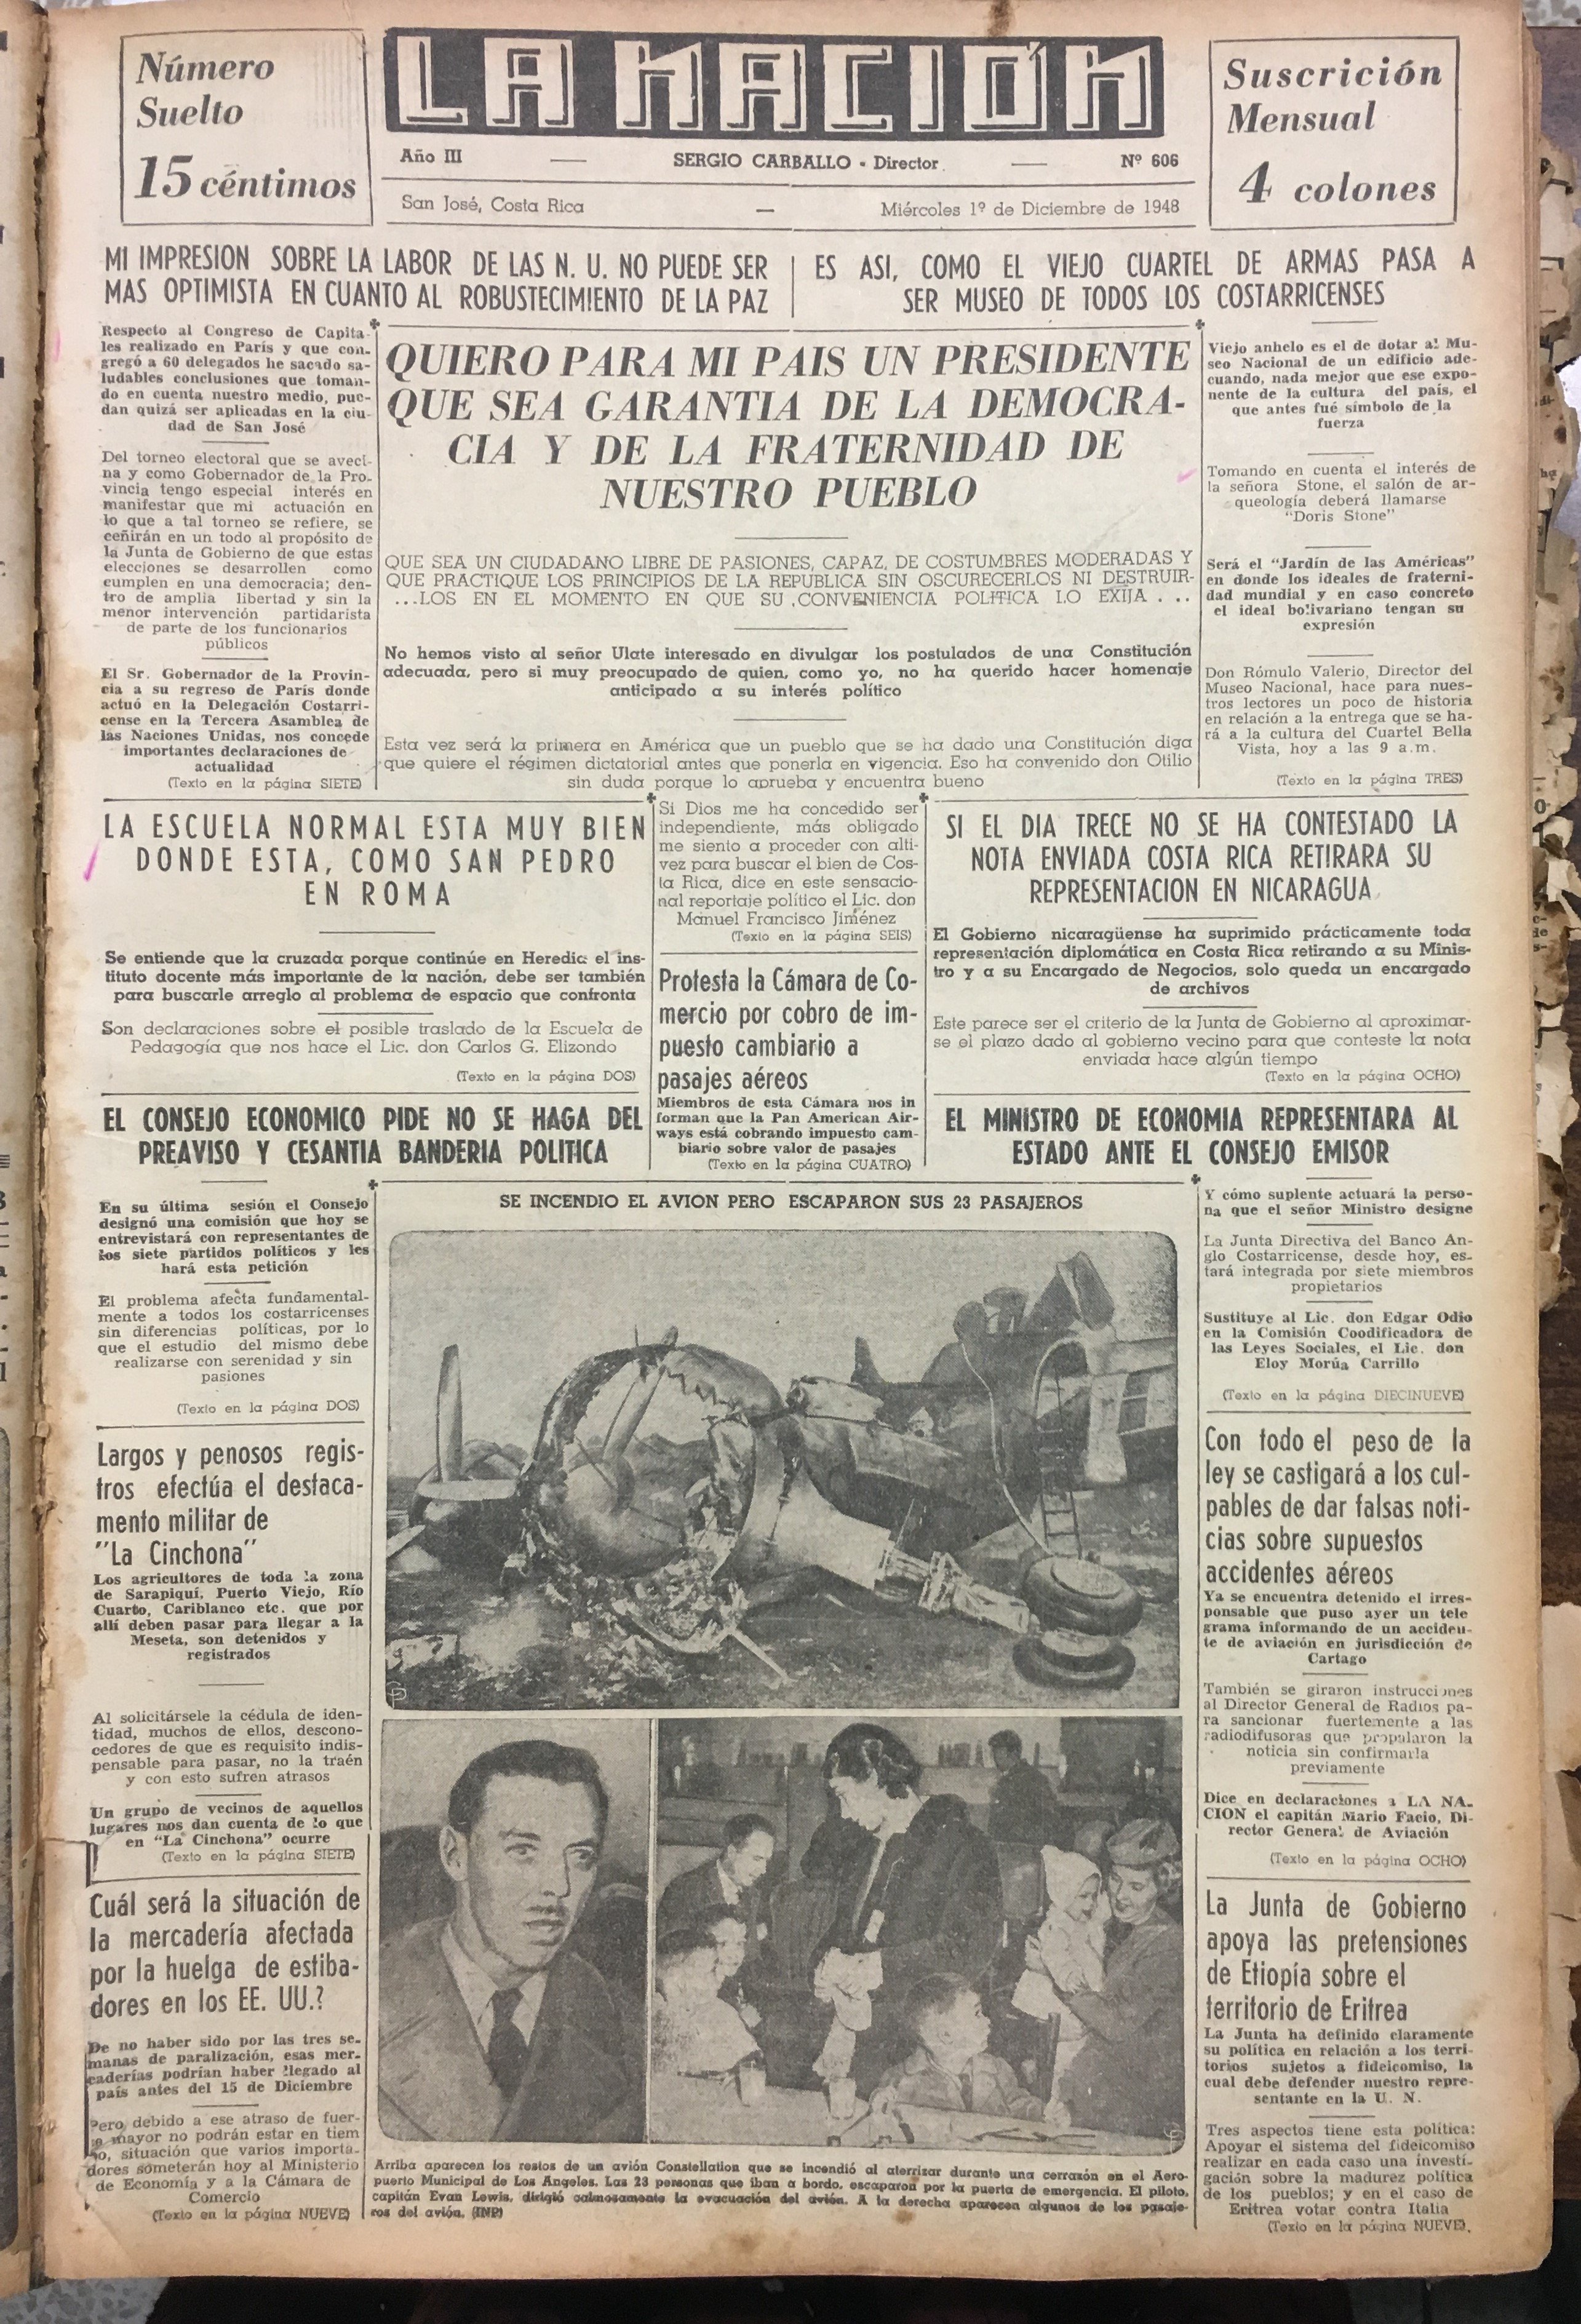 Número
Suelto
15 céntimos
LA NACIÓN
Año III — SERGIO CARBALLO - Director — Nº 606
San José, Costa Rica — Miércoles 1º de Diciembre de 1948
Suscrición
Mensual
4 colones
MI IMPRESION SOBRE LA LABOR DE LAS N. U. NO PUEDE SER
MAS OPTIMISTA EN CUANTO AL ROBUSTECIMIENTO DE LA PAZ
ES ASI, COMO EL VIEJO CUARTEL DE ARMAS PASA A
SER MUSEO DE TODOS LOS COSTARRICENSES
Respecto al Congreso de Capita-
les realizado en París y que con-
gregó a 60 delegados he sacado sa-
ludables conclusiones que toman-
do en cuenta nuestro medio, pue-
dan quizá ser aplicadas en la ciu-
dad de San José
Del torneo electoral que se aveci-
na y como Gobernador de la Pro-
vincia tengo especial interés en
manifestar que mi actuación en
lo que a tal torneo se refiere, se
ceñirán en un todo al propósito de
la Junta de Gobierno de que estas
elecciones se desarrollen como
cumplen en una democracia; den-
tro de amplia libertad y sin la
menor intervención partidarista
de parte de los funcionarios
públicos
El Sr. Gobernador de la Provin-
cia a su regreso de París donde
actuó en la Delegación Costarri-
cense en la Tercera Asamblea de
las Naciones Unidas, nos concede
importantes declaraciones de
actualidad
(Texto en la página SIETE)
QUIERO PARA MI PAIS UN PRESIDENTE
QUE SEA GARANTIA DE LA DEMOCRA-
CIA Y DE LA FRATERNIDAD DE
NUESTRO PUEBLO
QUE SEA UN CIUDADANO LIBRE DE PASIONES, CAPAZ, DE COSTUMBRES MODERADAS Y
QUE PRACTIQUE LOS PRINCIPIOS DE LA REPUBLICA SIN OSCURECERLOS NI DESTRUIR-
...LOS EN EL MOMENTO EN QUE SU CONVENIENCIA POLITICA LO EXIJA . ..
No hemos visto al señor Ulate interesado en divulgar los postulados de una Constitución
adecuada, pero si muy preocupado de quien, como yo, no ha querido hacer homenaje
anticipado a su interés político
Esta vez será la primera en América que un pueblo que se ha dado una Constitución diga
que quiere el régimen dictatorial antes que ponerla en vigencia. Eso ha convenido don Otilio
sin duda porque lo aprueba y encuentra bueno
Si Dios me ha concedido ser
independiente, más obligado
me siento a proceder con alti-
vez para buscar el bien de Cos-
ta Rica, dice en este sensacio-
nal reportaje político el Lic. don
Manuel Francisco Jiménez
(Texto en la página SEIS)
Viejo anhelo es el de dotar al Mu-
seo Nacional de un edificio ade-
cuando, nada mejor que ese expo-
nente de la cultura del país, el
que antes fué símbolo de la
fuerza
Tomando en cuenta el interés de
la señora Stone, el salón de ar-
queología deberá llamarse
"Doris Stone"
Será el "Jardín de las Américas"
en donde los ideales de fraterni-
dad mundial y en caso concreto
el ideal bolivariano tengan su
expresión
Don Rómulo Valerio, Director del
Museo Nacional, hace para nues-
tros lectores un poco de historia
en relación a la entrega que se ha-
rá a la cultura del Cuartel Bella
Vista, hoy a las 9 a.m.
(Texto en la página TRES)
LA ESCUELA NORMAL ESTA MUY BIEN
DONDE ESTA, COMO SAN PEDRO
EN ROMA
Se entiende que la cruzada porque continúe en Heredia el ins-
tituto docente más importante de la nación, debe ser también
para buscarle arreglo al problema de espacio que confronta
Son declaraciones sobre el posible traslado de la Escuela de
Pedagogía que nos hace el Lic. don Carlos G. Elizondo
(Texto en la página DOS)
Protesta la Cámara de Co-
mercio por cobro de im-
puesto cambiario a
pasajes aéreos
Miembros de esta Cámara nos in
forman que la Pan American Air-
ways está cobrando impuesto cam-
biario sobre valor de pasajes
(Texto en la página CUATRO)
SI EL DIA TRECE NO SE HA CONTESTADO LA
NOTA ENVIADA COSTA RICA RETIRARA SU
REPRESENTACION EN NICARAGUA
El Gobierno nicaragüense ha suprimido prácticamente toda
representación diplomática en Costa Rica retirando a su Minis-
tro y a su Encargado de Negocios, solo queda un encargado
de archivos
Este parece ser el criterio de la Junta de Gobierno al aproximar-
se el plazo dado al gobierno vecino para que conteste la nota
enviada hace algún tiempo
(Texto en la página OCHO)
EL CONSEJO ECONOMICO PIDE NO SE HAGA DEL
PREAVISO Y CESANTIA BANDERIA POLITICA
En su última sesión el Consejo
designó una comisión que hoy se
entrevistará con representantes de
los siete partidos políticos y les
hará esta petición
El problema afecta fundamental-
mente a todos los costarricenses
sin diferencias políticas, por lo
que el estudio del mismo debe
realizarse con serenidad y sin
pasiones
(Texto en la página DOS)
Largos y penosos regis-
tros efectúa el destaca-
mento militar de
"La Cinchona"
Los agricultores de toda la zona
de Sarapiquí, Puerto Viejo, Río
Cuarto, Cariblanco etc. que por
allí deben pasar para llegar a la
Meseta, son detenidos y
registrados
Al solicitársele la cédula de iden-
tidad, muchos de ellos, descono-
cedores de que es requisito indis-
pensable para pasar, no la traén
y con esto sufren atrasos
Un grupo de vecinos de aquellos
lugares nos dan cuenta de lo que
en "La Cinchona" ocurre
(Texto en la página SIETE)
Cuál será la situación de
la mercadería afectada
por la huelga de estiba-
dores en los EE. UU.?
De no haber sido por las tres se-
manas de paralización, esas mer-
caderías podrían haber llegado al
país antes del 15 de Diciembre
Pero debido a ese atraso de fuer-
mayor no podrán estar en tiem
po, situación que varios importa-
dores someterán hoy al Ministerio
de Economía y a la Cámara de
Comercio
(Texto en la página NUEVE)
SE INCENDIO EL AVION PERO ESCAPARON SUS 23 PASAJEROS
Arriba aparecen los restos de un avión Constellation que se incendió al aterrizar durante una cerrazón en el Aero-
puerto Municipal de Los Angeles. Las 23 personas que iban a bordo, escaparon por la puerta de emergencia. El piloto,
capitán Evan Lewis, dirigió calmosamente la evacuación del avión. A la derecha aparecen algunos de los pasaje-
ros del avión. (INP)
EL MINISTRO DE ECONOMIA REPRESENTARA AL
ESTADO ANTE EL CONSEJO EMISOR
Y cómo suplente actuará la perso-
na que el señor Ministro designe
La Junta Directiva del Banco An-
glo Costarricense, desde hoy, es-
tará integrada por siete miembros
propietarios
Sustituye al Lic. don Edgar Odio
en la Comisión Coodificadora de
las Leyes Sociales, el Lic. don
Eloy Morúa Carrillo
(Texto en la página DIECINUEVE)
Con todo el peso de la
ley se castigará a los cul-
pables de dar falsas noti-
cias sobre supuestos
accidentes aéreos
Ya se encuentra detenido el irres-
ponsable que puso ayer un tele
grama informando de un acciden-
te de aviación en jurisdicción de
Cartago
También se giraron instrucciones
al Director General de Radios pa-
ra sancionar fuertemente a las
radiodifusoras que propalaron la
noticia sin confirmarla
previamente
Dice en declaraciones a LA NA-
CION el capitán Mario Facio, Di-
rector General de Aviación
(Texto en la página OCHO)
La Junta de Gobierno
apoya las pretensiones
de Etiopía sobre el
territorio de Eritrea
La Junta ha definido claramente
su política en relación a los terri-
torios sujetos a fideicomiso, la
cual debe defender nuestro repre-
sentante en la U. N.
Tres aspectos tiene esta política:
Apoyar el sistema del fideicomiso
realizar en cada caso una investi-
gación sobre la madurez política
de los pueblos; y en el caso de
Eritrea votar contra Italia
(Texto en la página NUEVE).